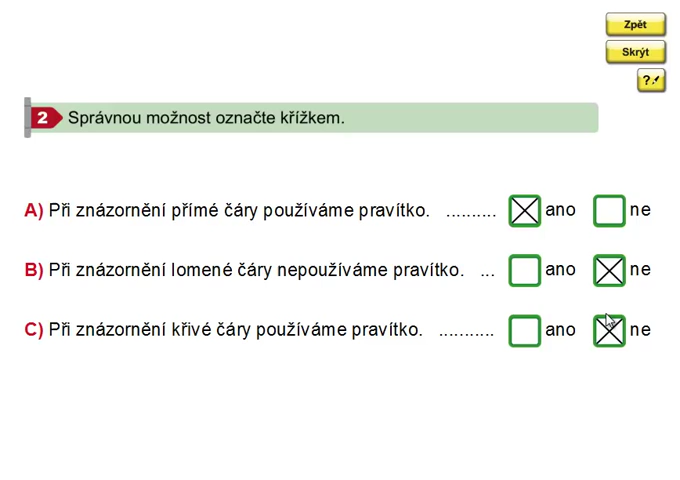 Zpět
Skrýt
?
2 Správnou možnost označte křížkem.
A) Při znázornění přímé čáry používáme pravítko. .......... ano ne
B) Při znázornění lomené čáry nepoužíváme pravítko. ... ano ne
C) Při znázornění křivé čáry používáme pravítko. ........... ano ne